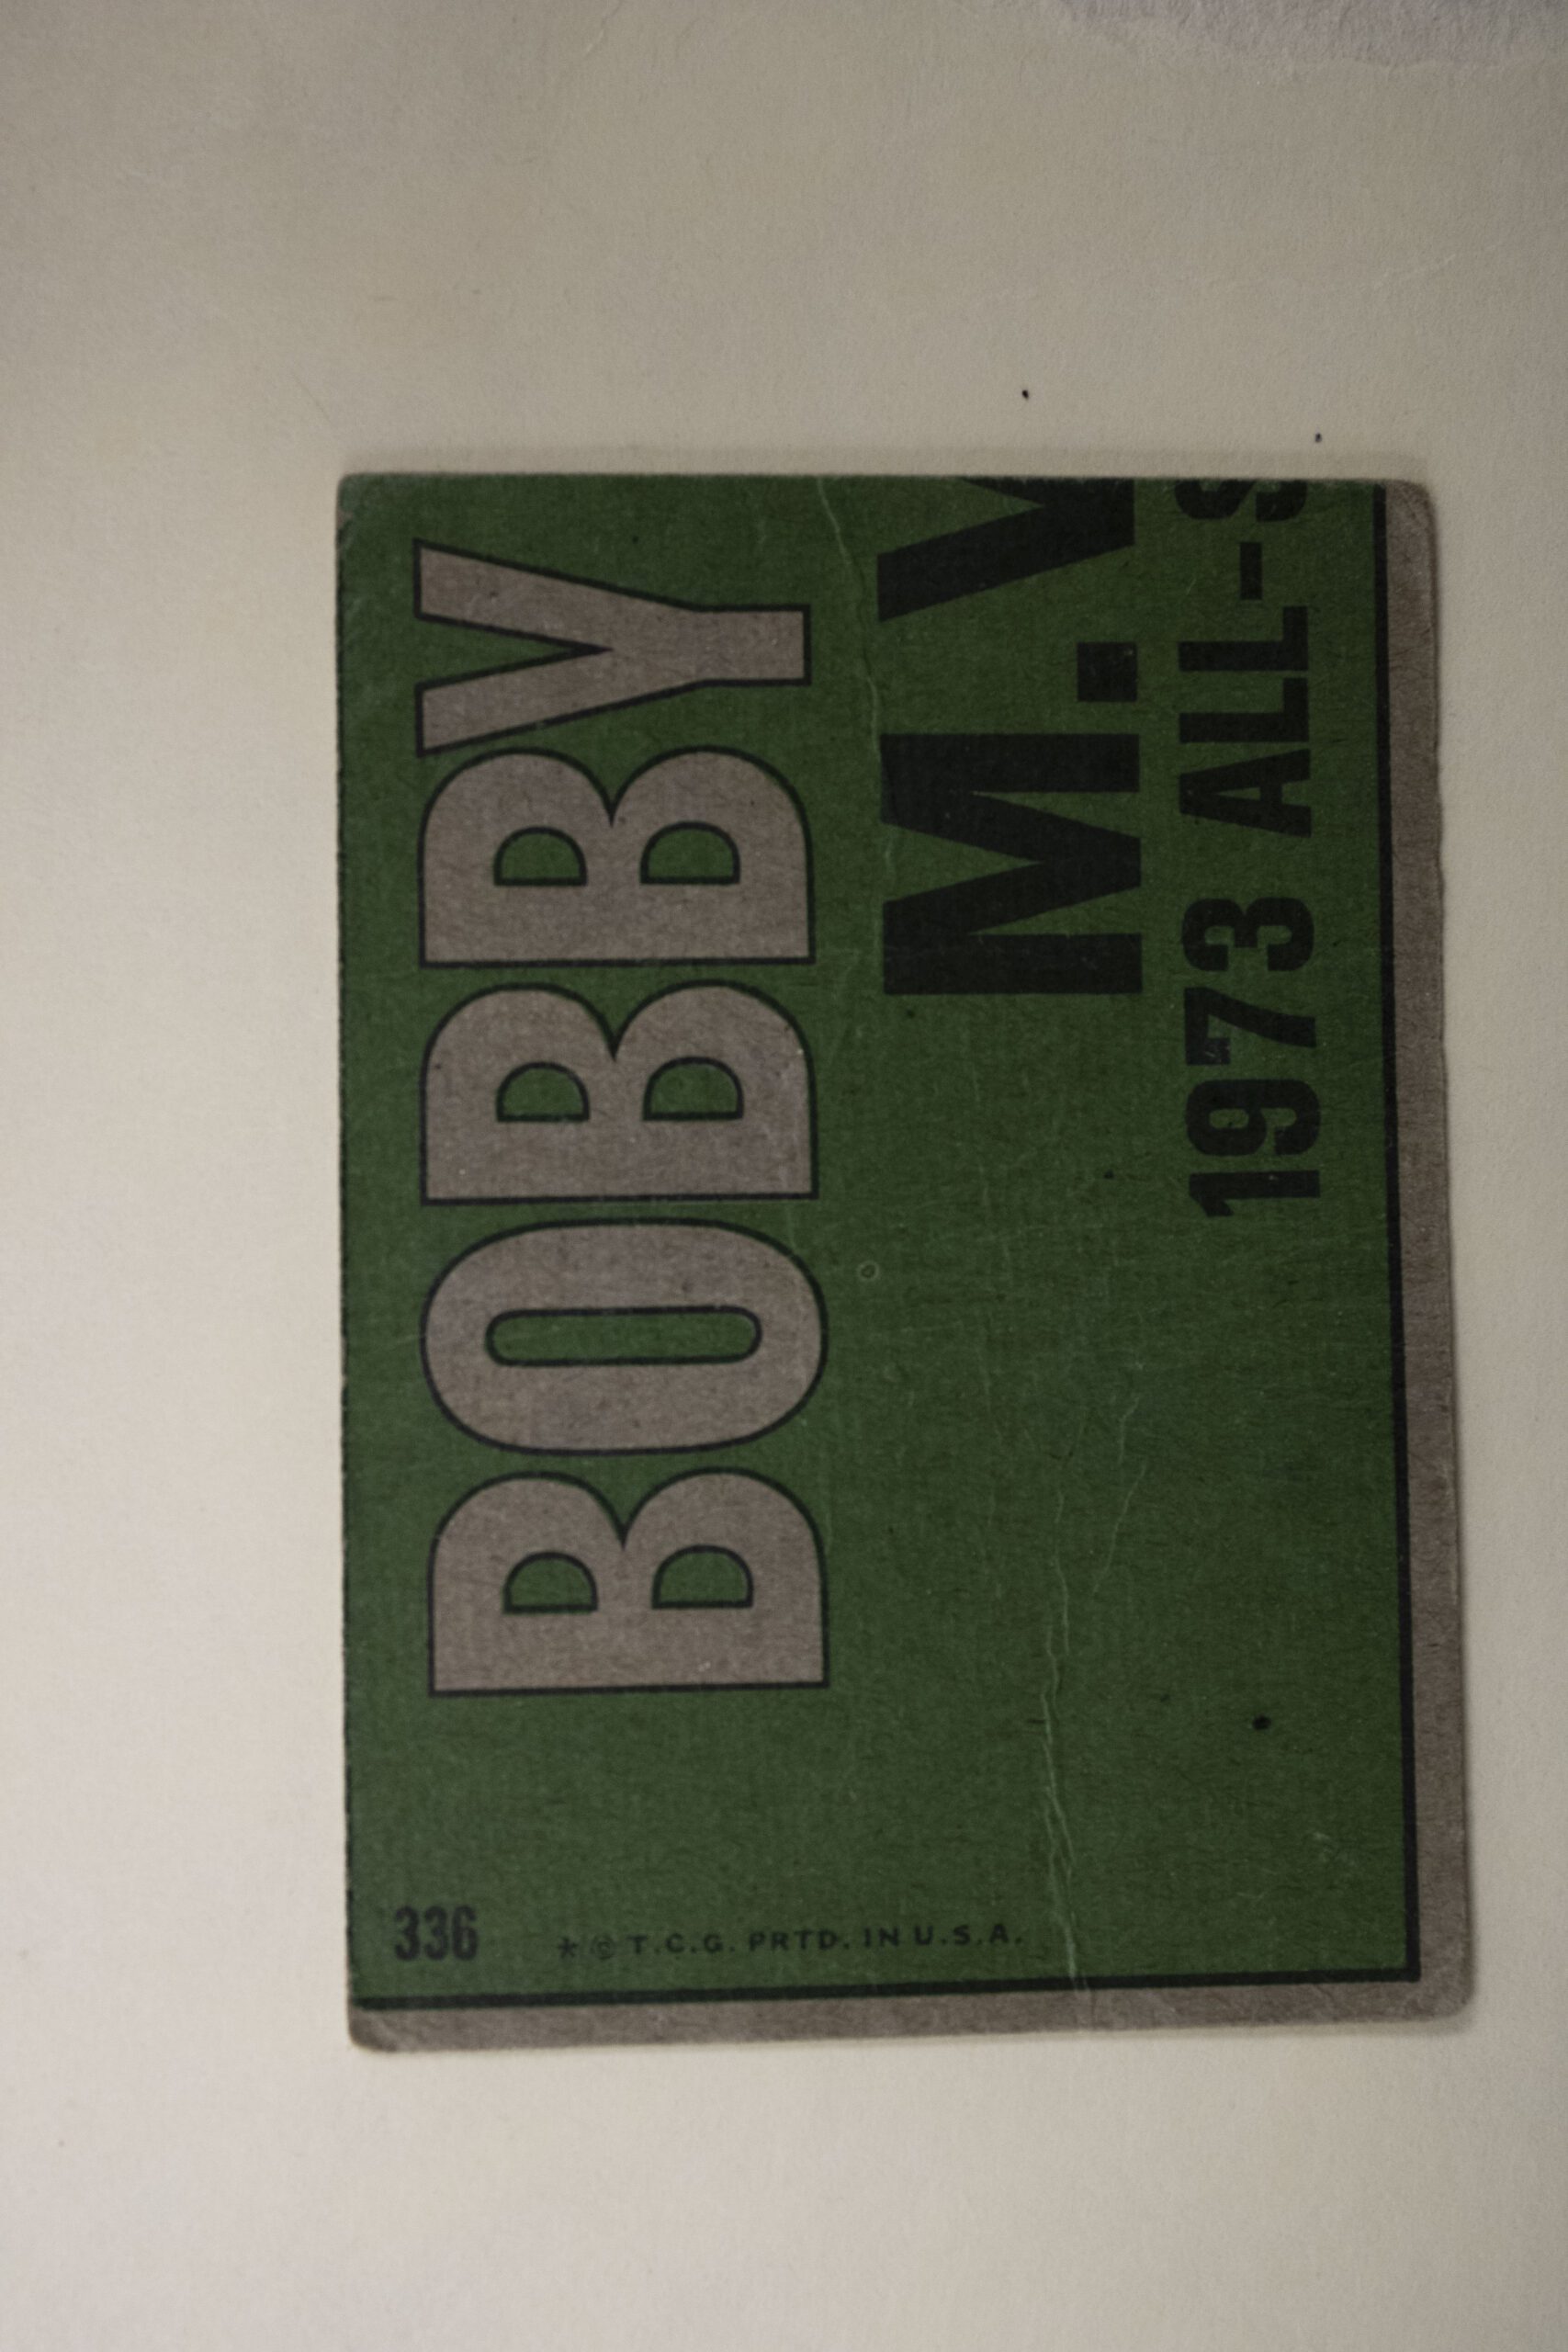 BOBBY
M.V
1973 ALL-S
336
* © T.C.G. PRTD. IN U.S.A.